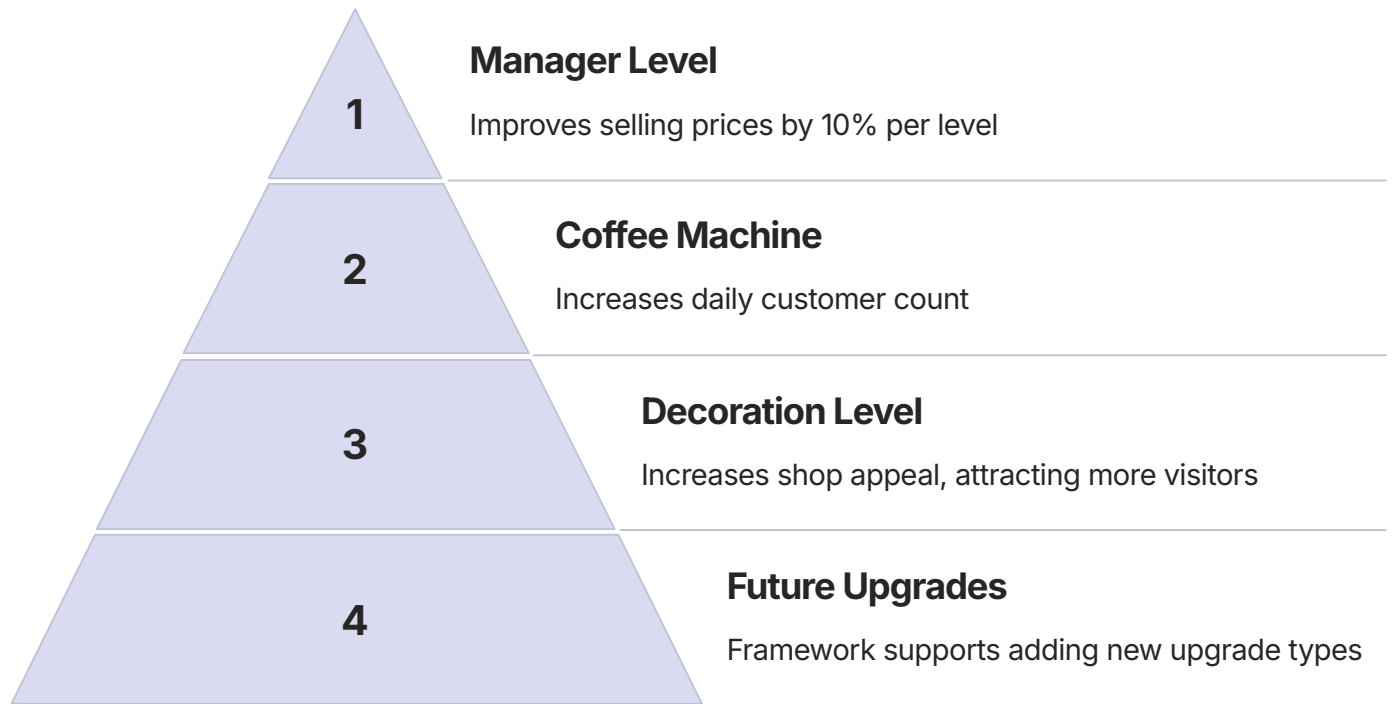 1
Manager Level
Improves selling prices by 10% per level
2
Coffee Machine
Increases daily customer count
3
Decoration Level
Increases shop appeal, attracting more visitors
4
Future Upgrades
Framework supports adding new upgrade types